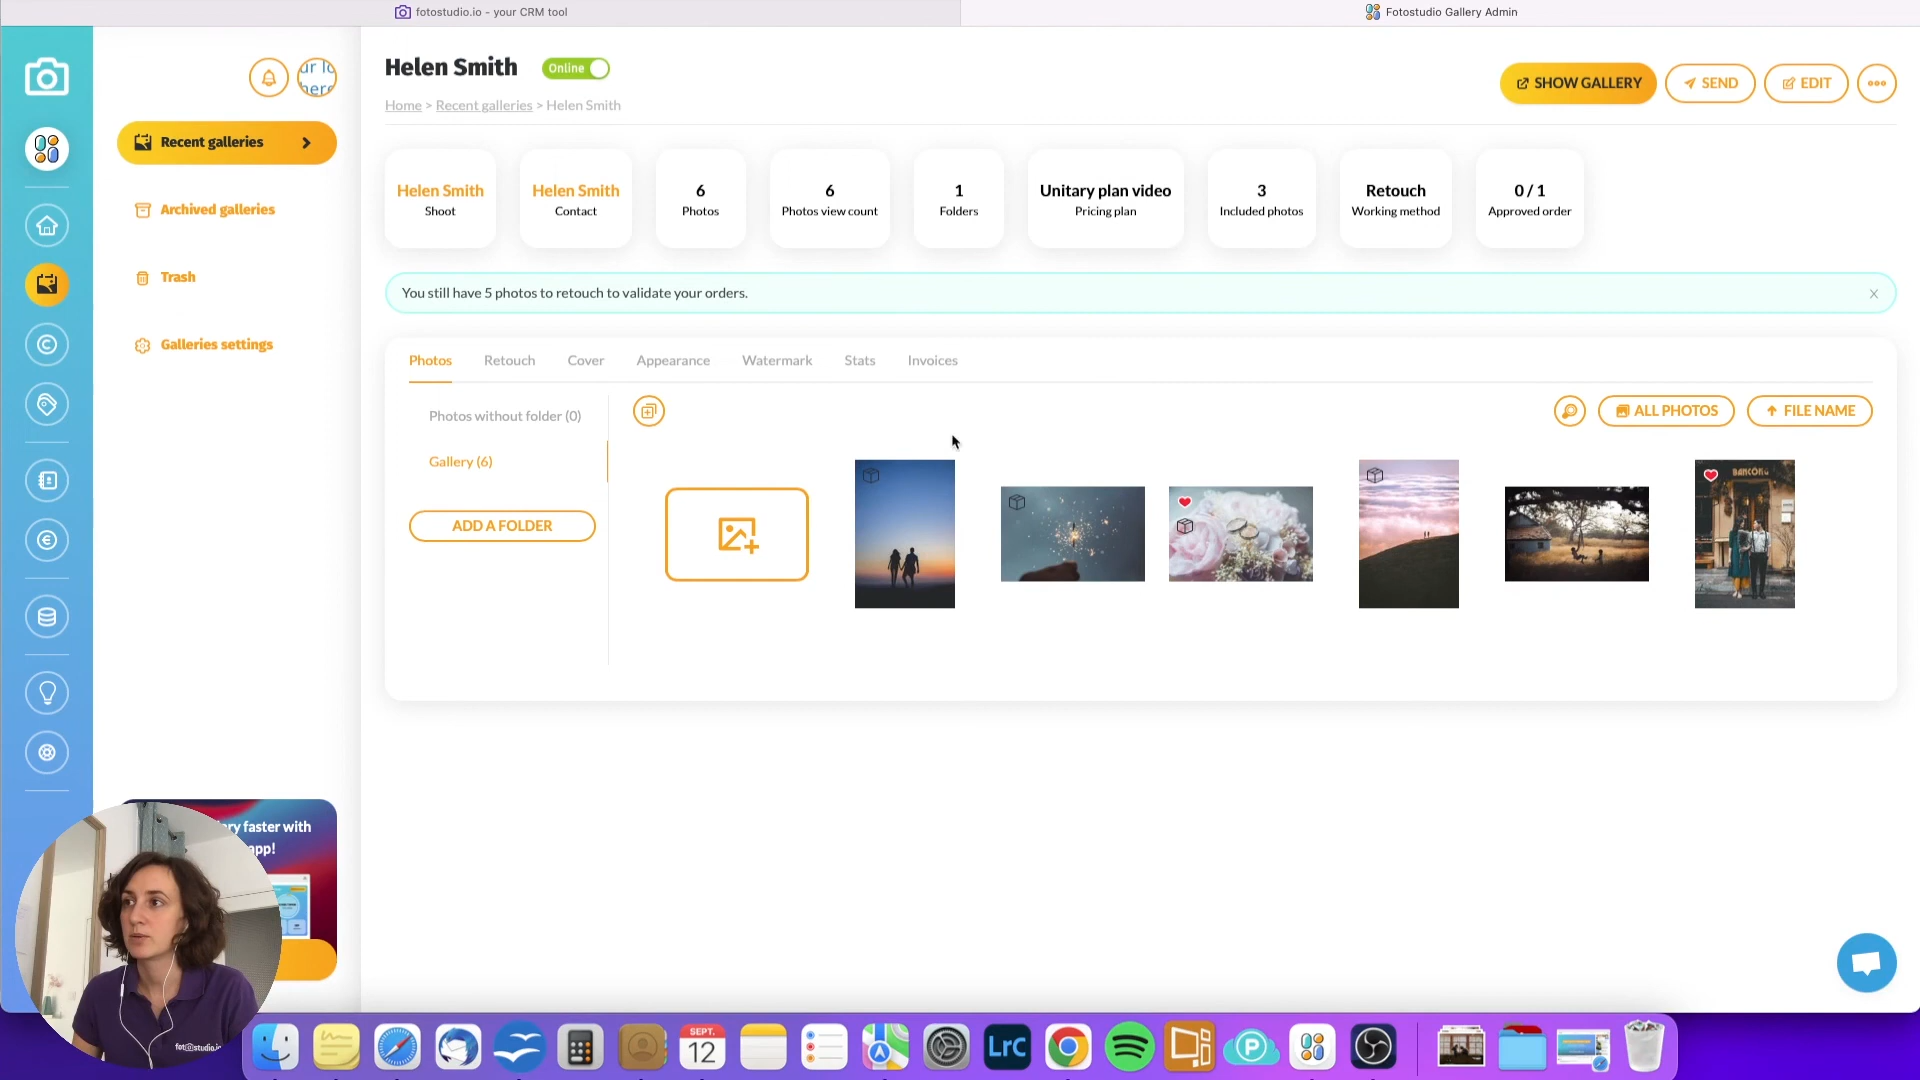 fotostudio.io - your CRM tool
Fotostudio Gallery Admin
Helen Smith
Online
Home > Recent galleries > Helen Smith
SHOW GALLERY
SEND
EDIT
Recent galleries
Archived galleries
Trash
Galleries settings
Helen Smith
Shoot
Helen Smith
Contact
6
Photos
6
Photos view count
1
Folders
Unitary plan video
Pricing plan
3
Included photos
Retouch
Working method
0 / 1
Approved order
You still have 5 photos to retouch to validate your orders.
Photos
Retouch
Cover
Appearance
Watermark
Stats
Invoices
Photos without folder (0)
Gallery (6)
ADD A FOLDER
ALL PHOTOS
FILE NAME
faster with
app!
fotostudio.io
SEPT.
12
LrC